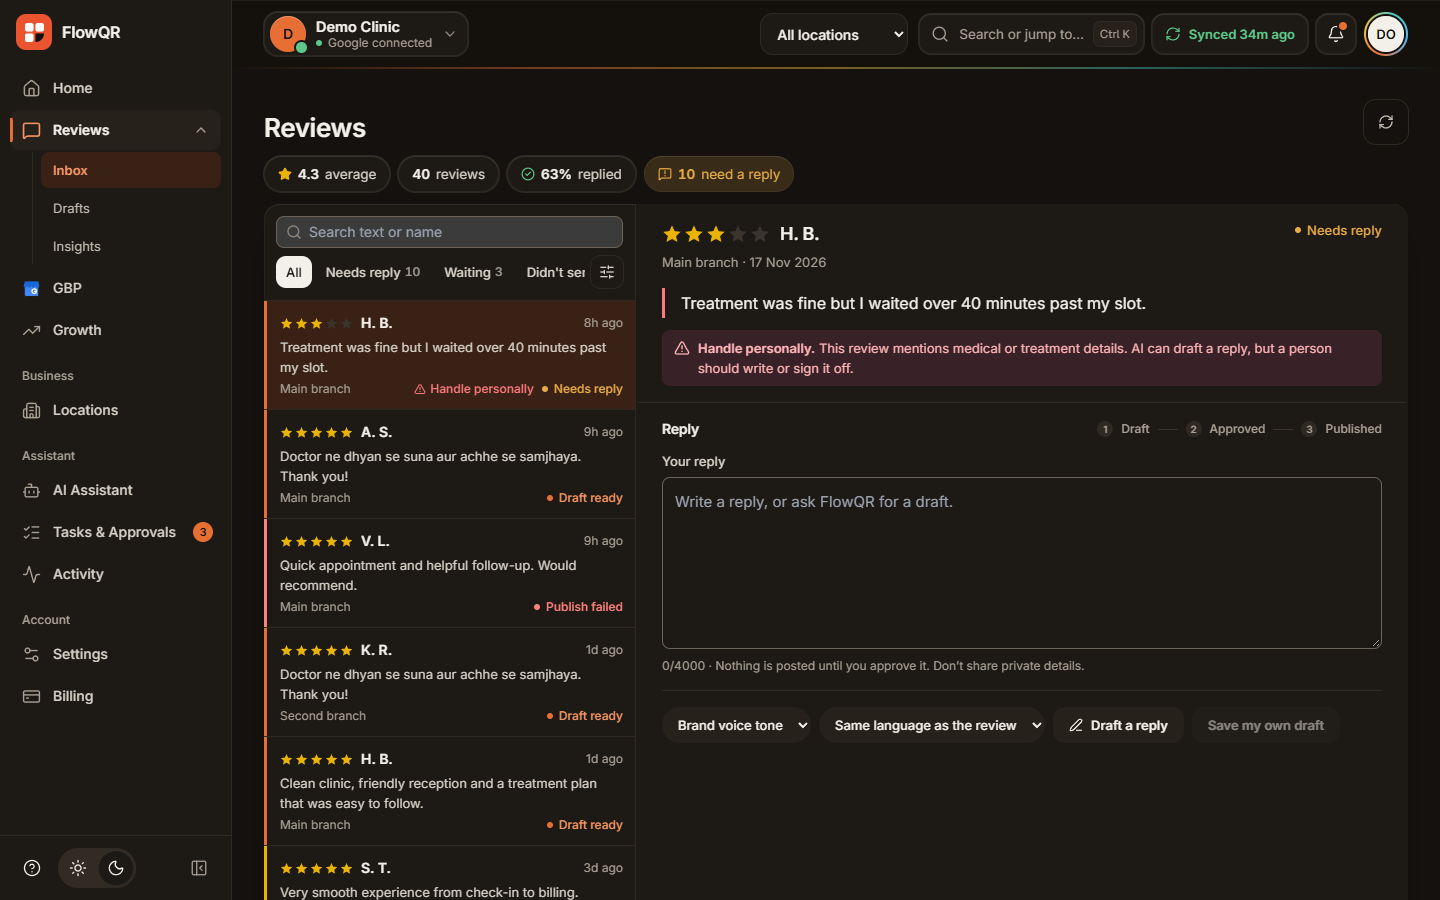 FlowQR
Home
Reviews
Inbox
Drafts
Insights
GBP
Growth
Business
Locations
Assistant
AI Assistant
Tasks & Approvals 3
Activity
Account
Settings
Billing
D
Demo Clinic
Google connected
All locations
Search or jump to... Ctrl K
Synced 34m ago
DO
Reviews
4.3 average
40 reviews
63% replied
10 need a reply
Search text or name
All
Needs reply 10
Waiting 3
Didn't ser
H. B. 8h ago
Treatment was fine but I waited over 40 minutes past
my slot.
Main branch Handle personally • Needs reply
A. S. 9h ago
Doctor ne dhyan se suna aur achhe se samjhaya.
Thank you!
Main branch • Draft ready
V. L. 9h ago
Quick appointment and helpful follow-up. Would
recommend.
Main branch • Publish failed
K. R. 1d ago
Doctor ne dhyan se suna aur achhe se samjhaya.
Thank you!
Second branch • Draft ready
H. B. 1d ago
Clean clinic, friendly reception and a treatment plan
that was easy to follow.
Main branch • Draft ready
S. T. 3d ago
Very smooth experience from check-in to billing.
H. B. • Needs reply
Main branch · 17 Nov 2026
Treatment was fine but I waited over 40 minutes past my slot.
Handle personally. This review mentions medical or treatment details. AI can draft a reply, but a person
should write or sign it off.
Reply 1 Draft 2 Approved 3 Published
Your reply
Write a reply, or ask FlowQR for a draft.
0/4000 · Nothing is posted until you approve it. Don't share private details.
Brand voice tone
Same language as the review
Draft a reply
Save my own draft